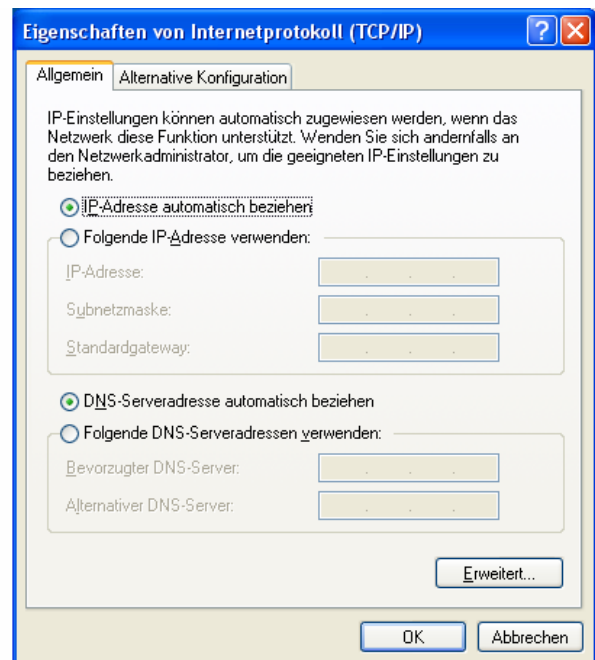 Eigenschaften von Internetprotokoll (TCP/IP)
Allgemein
Alternative Konfiguration
IP-Einstellungen können automatisch zugewiesen werden, wenn das
Netzwerk diese Funktion unterstützt. Wenden Sie sich andernfalls an
den Netzwerkadministrator, um die geeigneten IP-Einstellungen zu
beziehen.
IP-Adresse automatisch beziehen
Folgende IP-Adresse verwenden:
IP-Adresse:
Subnetzmaske:
Standardgateway:
DNS-Serveradresse automatisch beziehen
Folgende DNS-Serveradressen verwenden:
Bevorzugter DNS-Server:
Alternativer DNS-Server:
Erweitert...
OK
Abbrechen